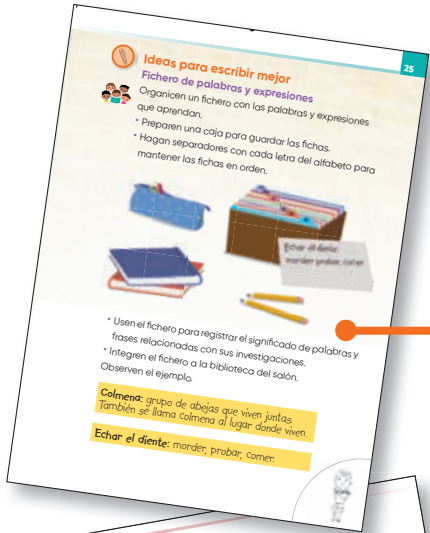 25
Ideas para escribir mejor
Fichero de palabras y expresiones
Organicen un fichero con las palabras y expresiones
que aprendan.
• Preparen una caja para guardar las fichas.
• Hagan separadores con cada letra del alfabeto para
mantener las fichas en orden.
Echar el diente:
morder, probar, comer.
• Usen el fichero para registrar el significado de palabras y
frases relacionadas con sus investigaciones.
• Integren el fichero a la biblioteca del salón.
Observen el ejemplo.
Colmena: grupo de abejas que viven juntas.
También se llama colmena al lugar donde viven.
Echar el diente: morder, probar, comer.